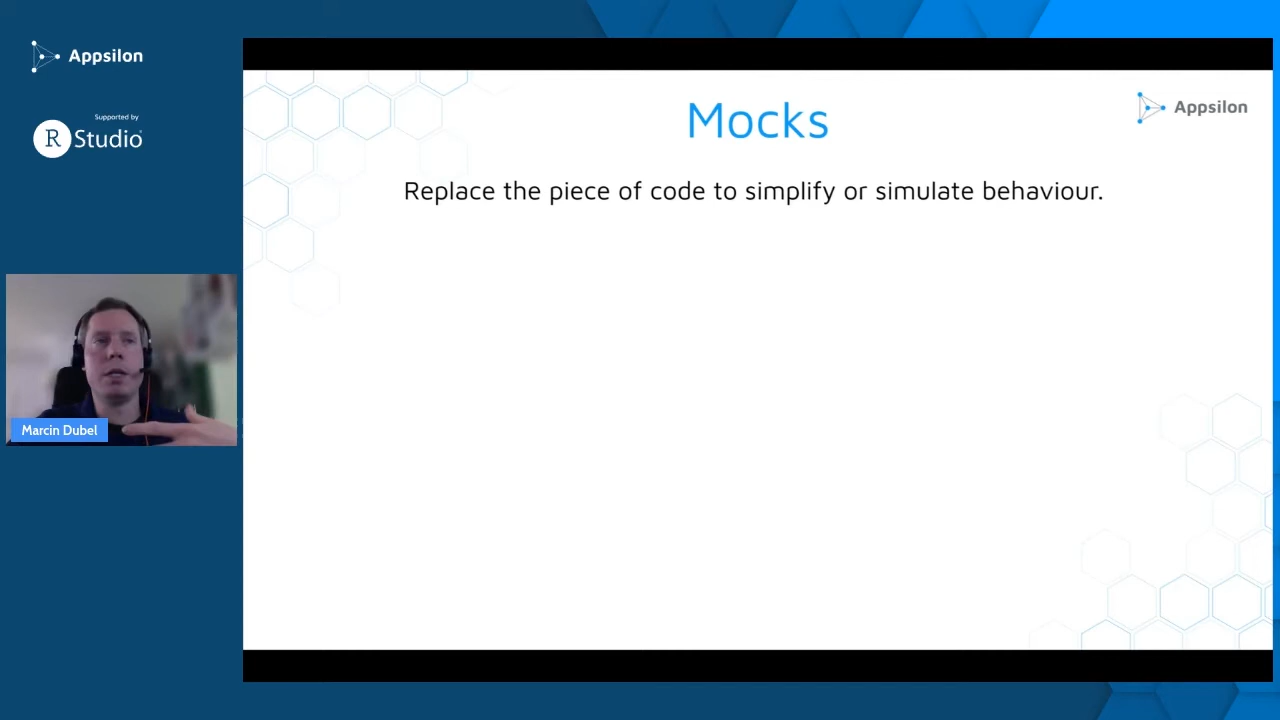 Appsilon
Supported by
R Studio
Mocks
Appsilon
Replace the piece of code to simplify or simulate behaviour.
Marcin Dubel